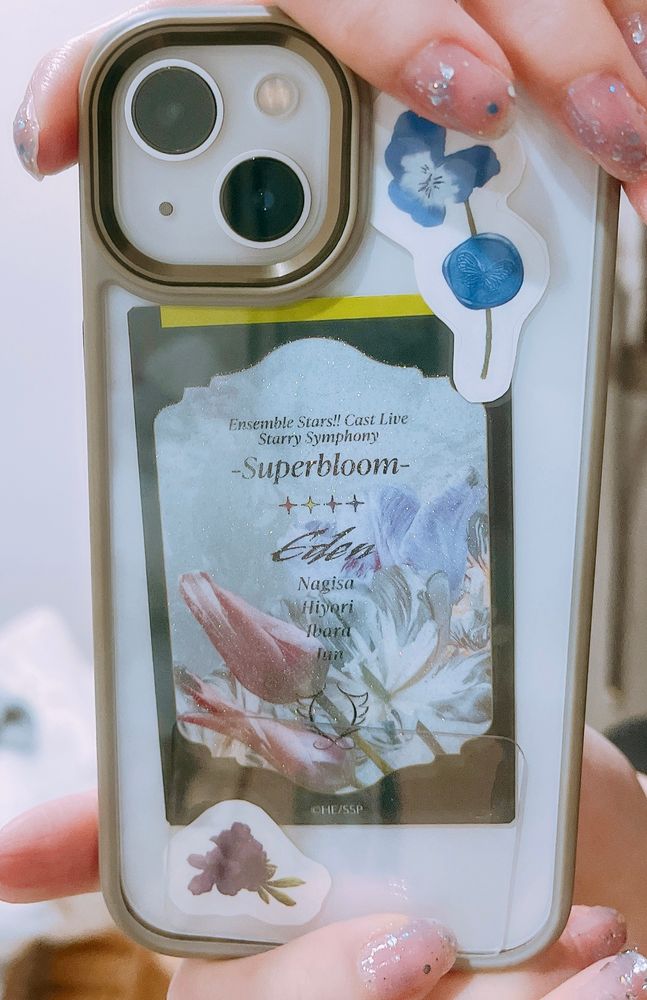 Ensemble Stars!! Cast Live
Starry Symphony
-Superbloom-
Eden
Nagisa
Hiyori
Ibara
Jun
©HE/SSP